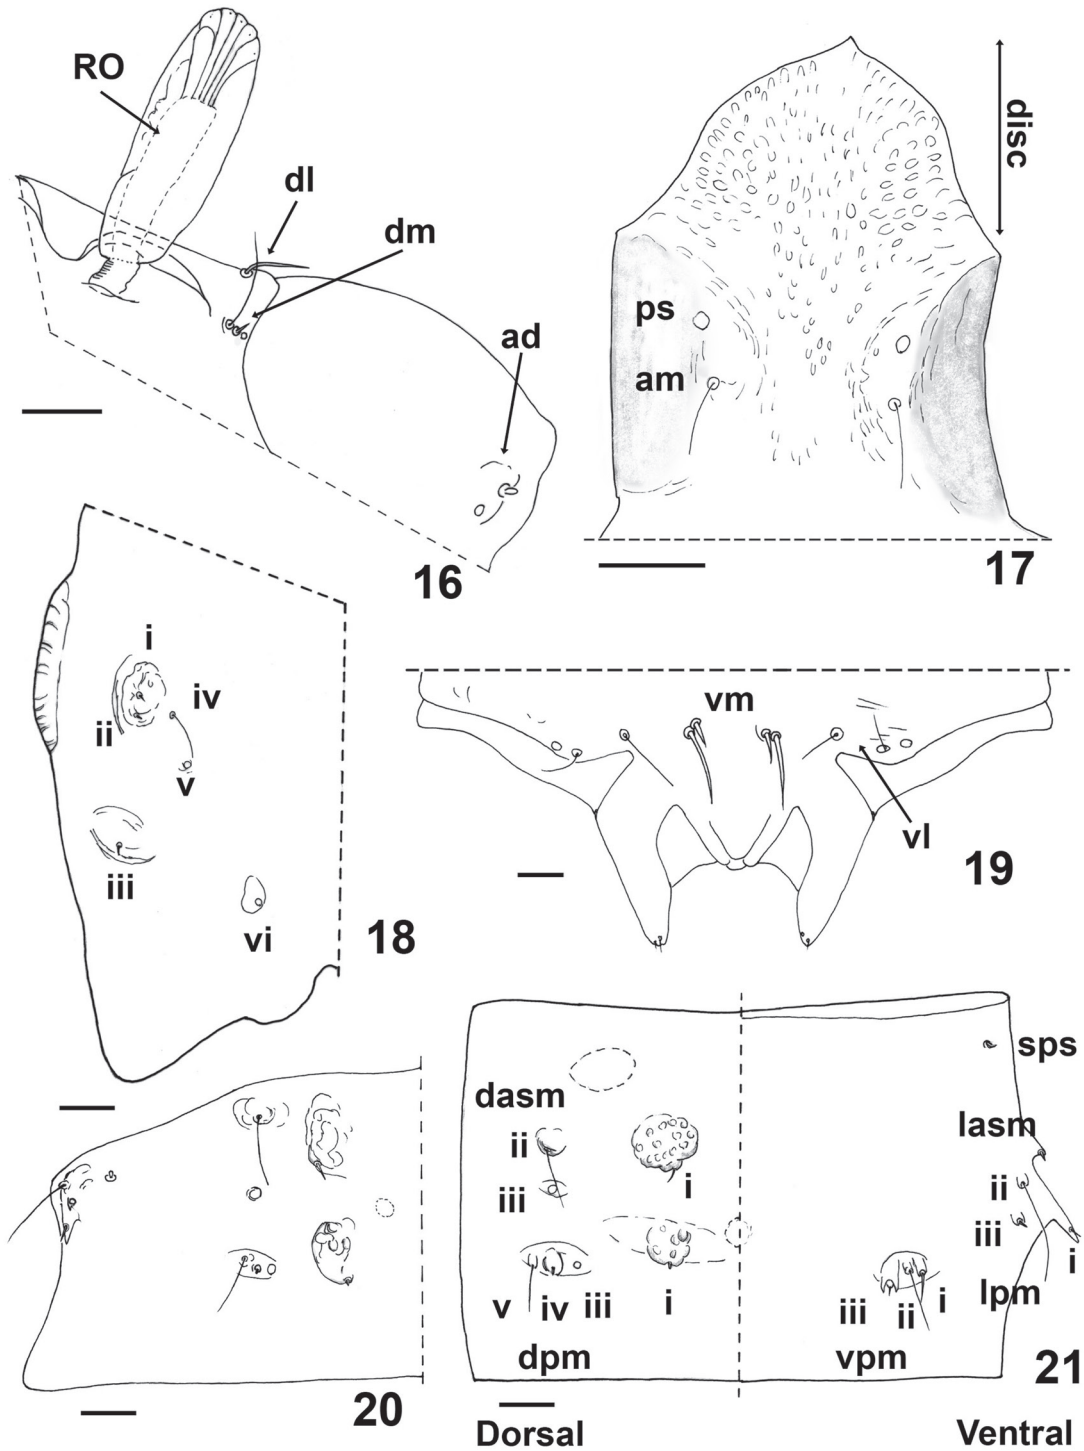 RO
dl
dm
ad
16
disc
ps
am
17
i
ii
iv
v
iii
vi
18
vm
vl
19
20
sps
dasm
lasm
ii
iii
i
ii
iii
i
v iv iii i
iii ii i
lpm
dpm
vpm
21
Dorsal
Ventral